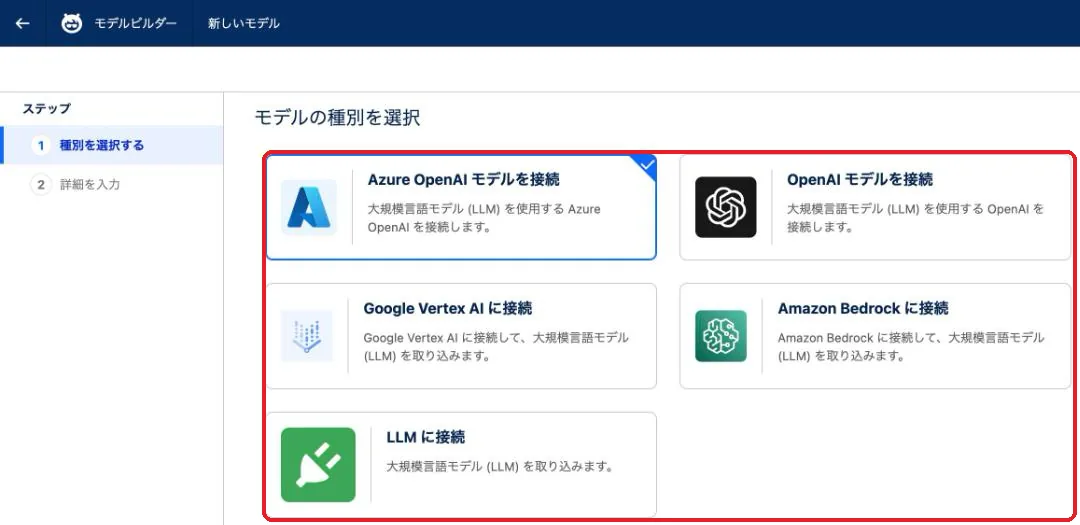 モデルビルダー
新しいモデル
ステップ
1 種別を選択する
2 詳細を入力
モデルの種別を選択
Azure OpenAI モデルを接続
大規模言語モデル (LLM) を使用する Azure
OpenAI を接続します。
OpenAI モデルを接続
大規模言語モデル (LLM) を使用する OpenAI を
接続します。
Google Vertex AI に接続
Google Vertex AI に接続して、大規模言語モデル
(LLM) を取り込みます。
Amazon Bedrock に接続
Amazon Bedrock に接続して、大規模言語モデル
(LLM) を取り込みます。
LLM に接続
大規模言語モデル (LLM) を取り込みます。